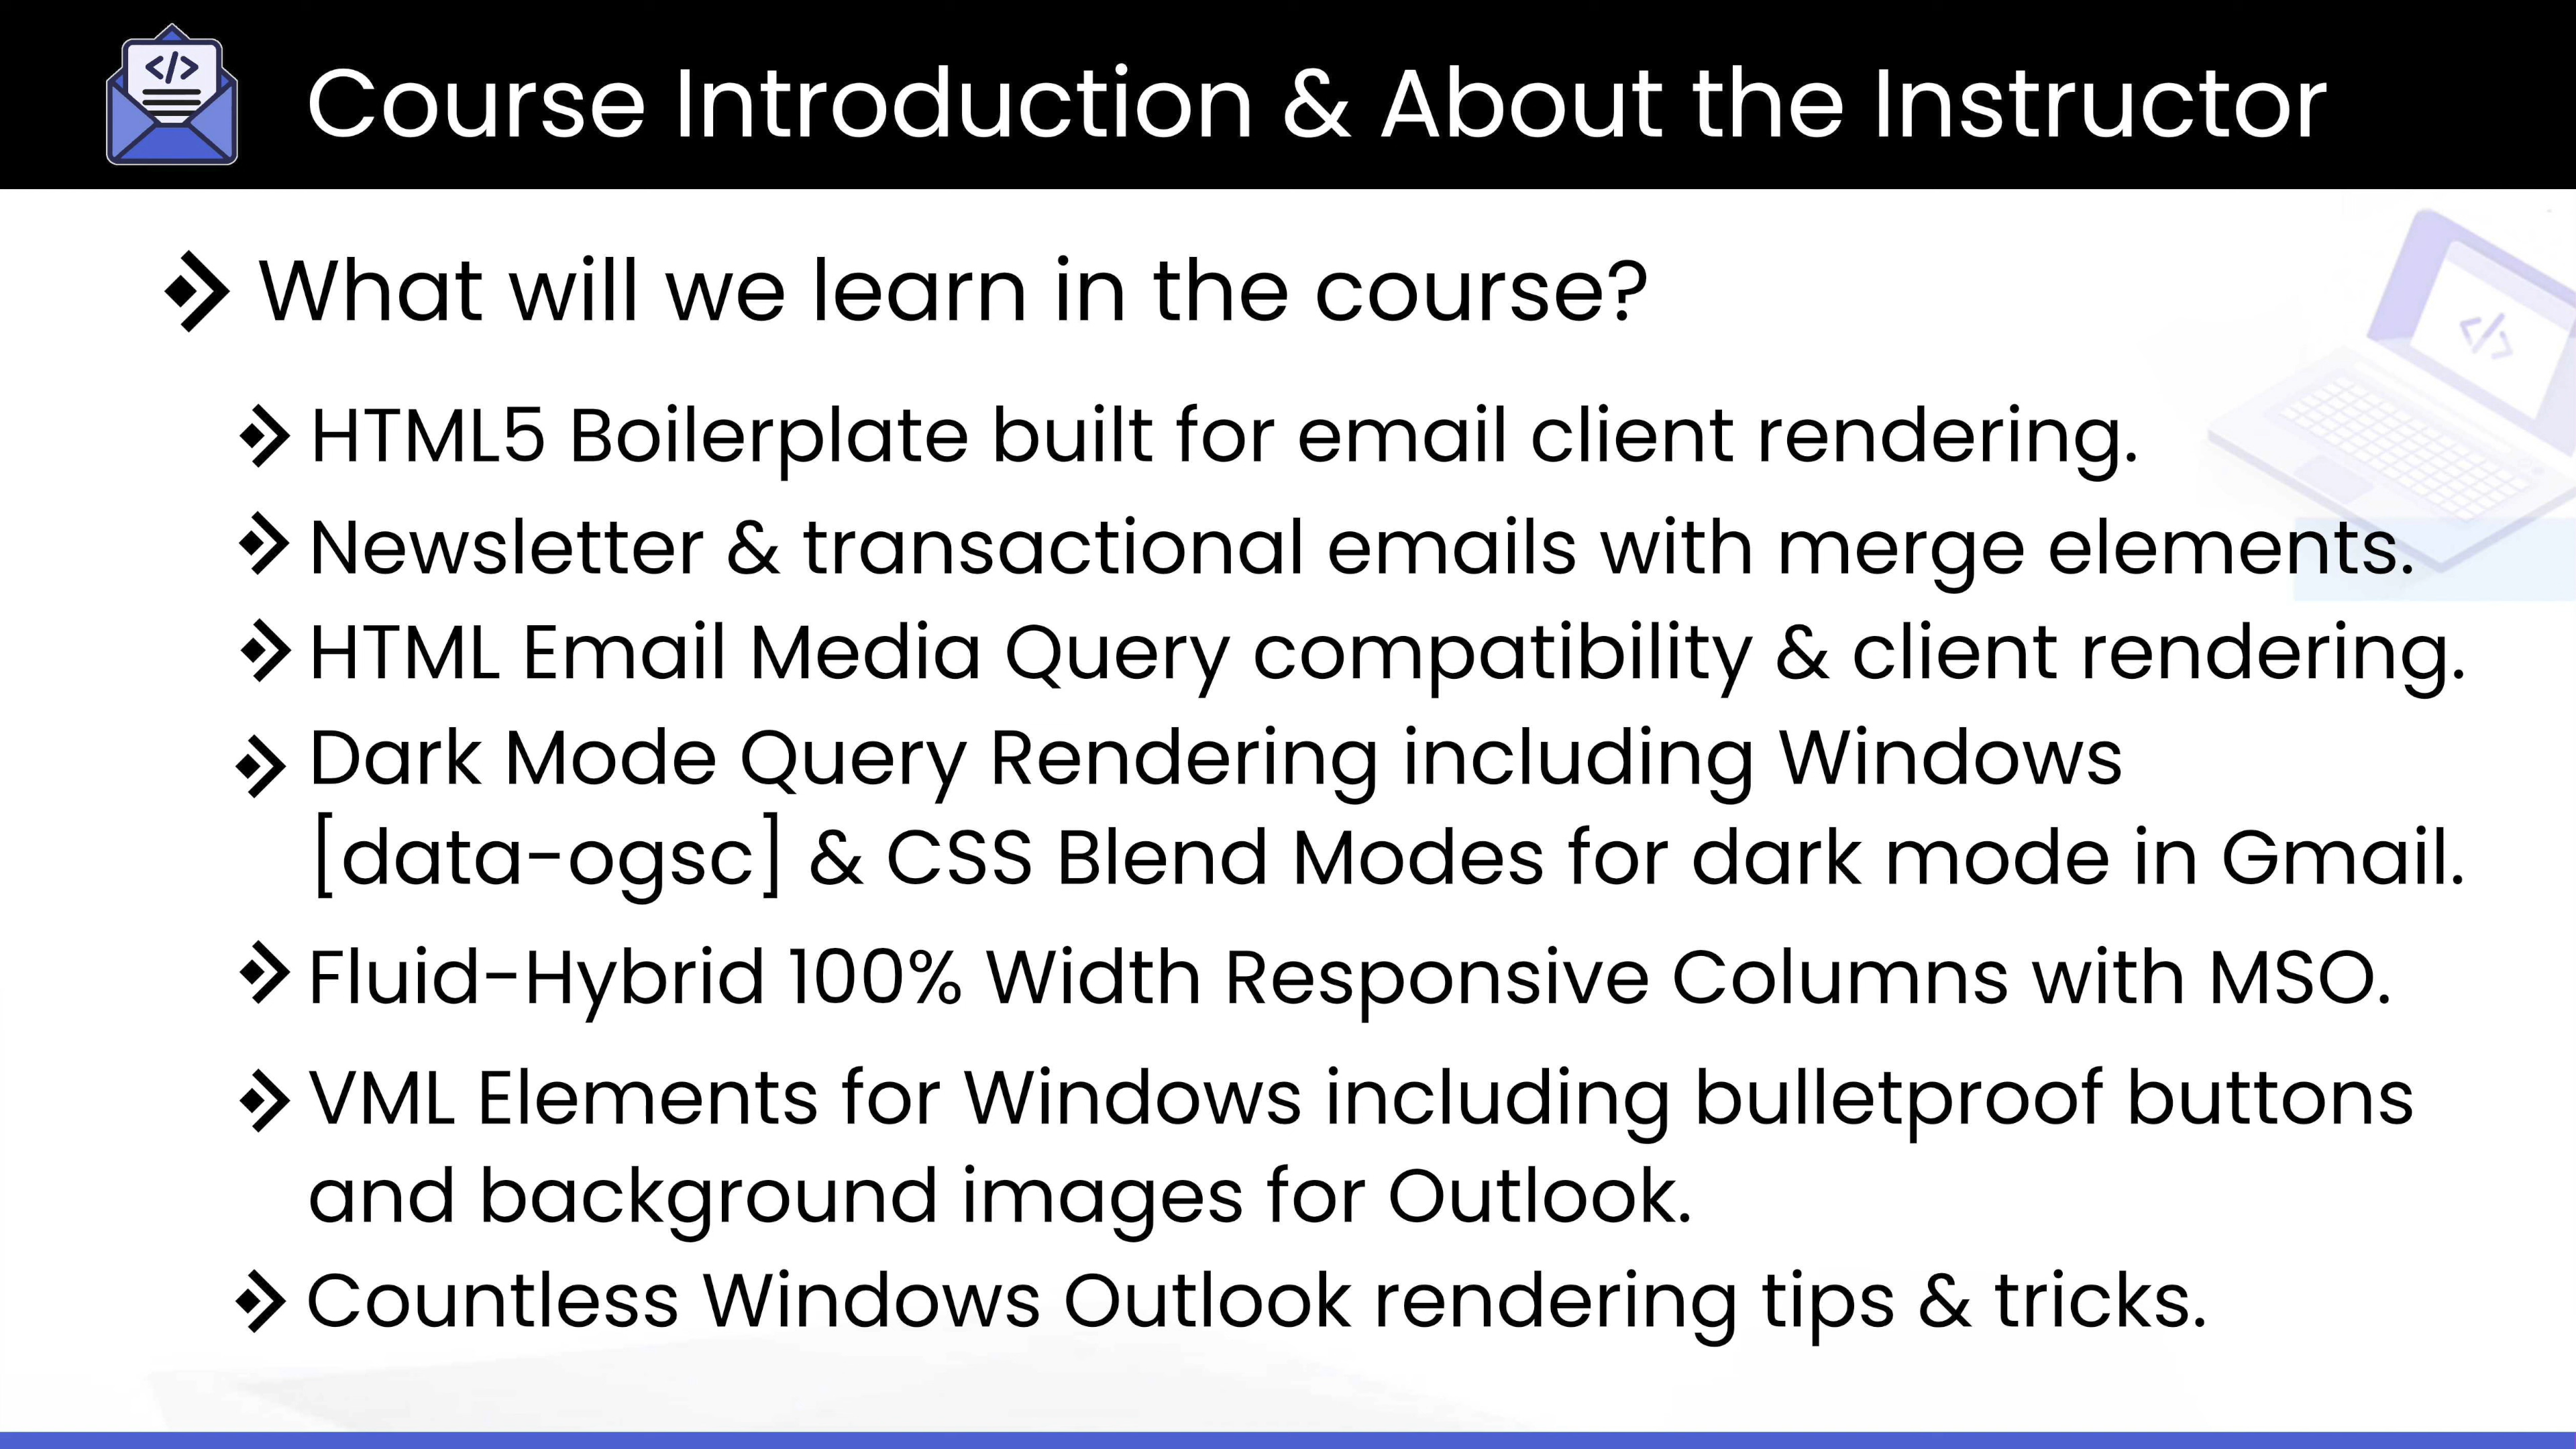 </>
Course Introduction & About the Instructor
What will we learn in the course?
</>
HTML5 Boilerplate built for email client rendering.
Newsletter & transactional emails with merge elements.
HTML Email Media Query compatibility & client rendering.
Dark Mode Query Rendering including Windows
[data-ogsc] & CSS Blend Modes for dark mode in Gmail.
Fluid-Hybrid 100% Width Responsive Columns with MSO.
VML Elements for Windows including bulletproof buttons
and background images for Outlook.
Countless Windows Outlook rendering tips & tricks.